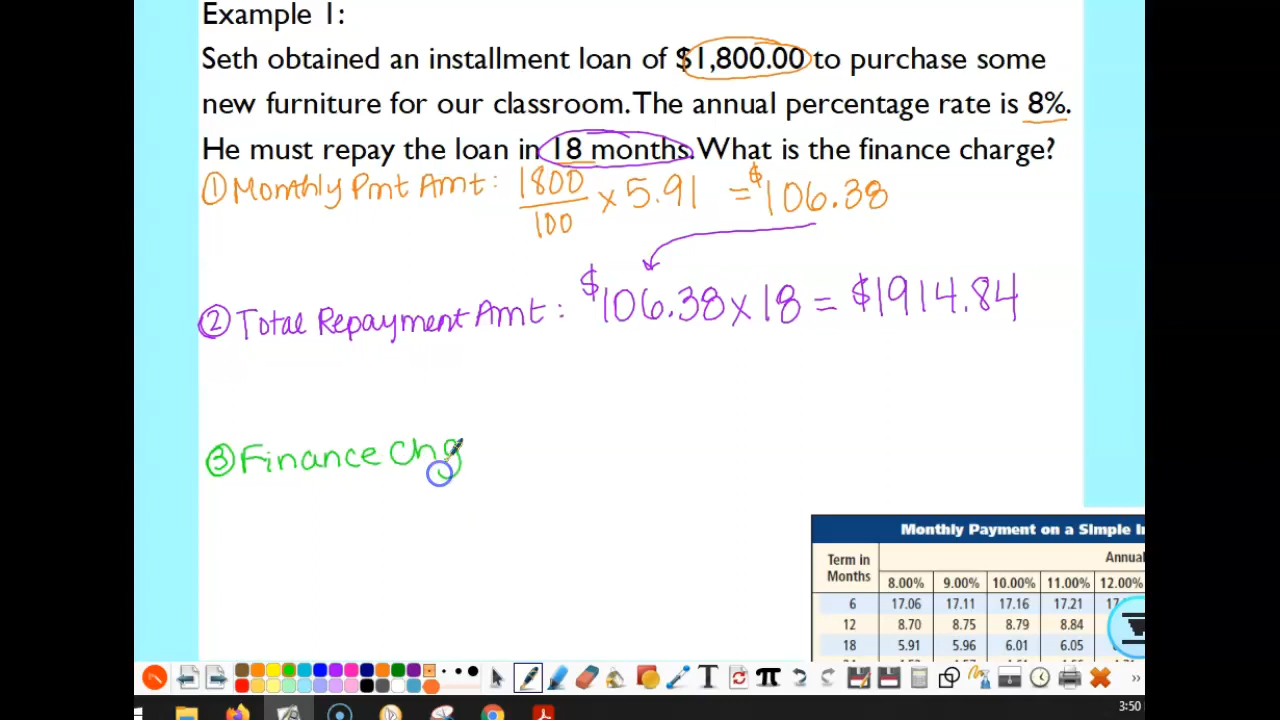 Example 1:
Seth obtained an installment loan of $1,800.00 to purchase some
new furniture for our classroom. The annual percentage rate is 8%.
He must repay the loan in 18 months. What is the finance charge?
① Monthly Pmt Amt: 1800/100 x 5.91 = $106.38
② Total Repayment Amt: $106.38 x 18 = $1914.84
③ Finance Chg
Monthly Payment on a Simple In
Term in Months
Annual
8.00% 9.00% 10.00% 11.00% 12.00%
6 17.06 17.11 17.16 17.21 17.
12 8.70 8.75 8.79 8.84
18 5.91 5.96 6.01 6.05
T π
3:50